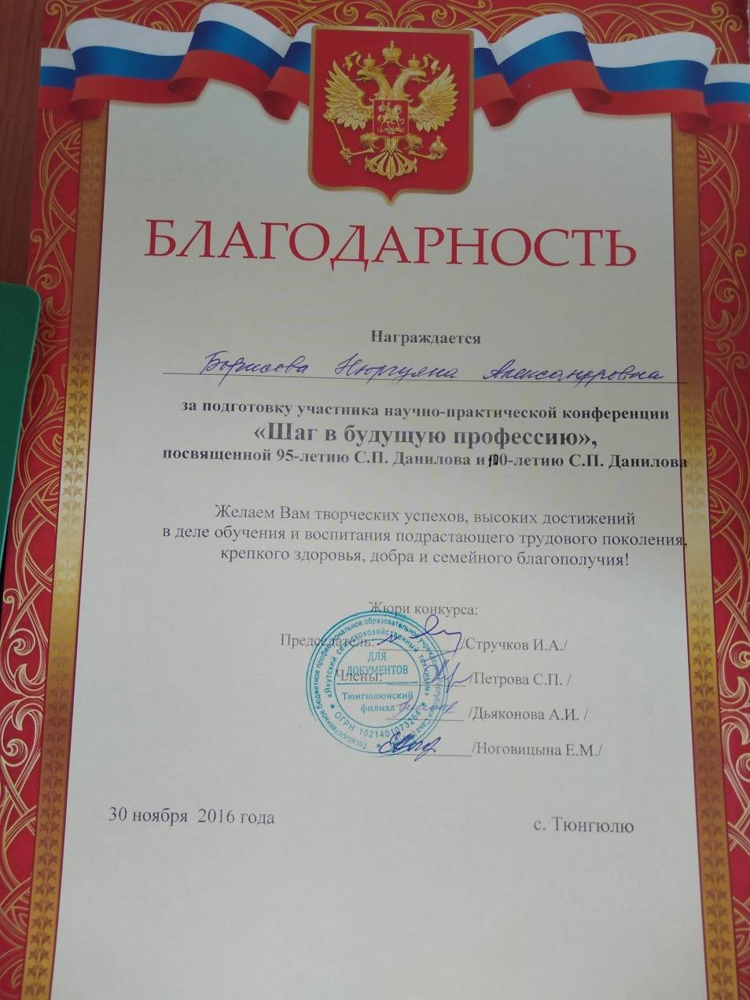 БЛАГОДАРНОСТЬ
Награждается
Борисова Нюргуяна Александровна
за подготовку участника научно-практической конференции
«Шаг в будущую профессию»,
посвященной 95-летию С.П. Данилова и 100-летию С.П. Данилова
Желаем Вам творческих успехов, высоких достижений
в деле обучения и воспитания подрастающего трудового поколения,
крепкого здоровья, добра и семейного благополучия!
Жюри конкурса:
Председатель: /Стручков И.А./
Члены: /Петрова С.П. /
/Дьяконова А.И. /
/Ноговицына Е.М./
Государственное бюджетное профессиональное образовательное учреждение Республики Саха
«Якутский сельскохозяйственный техникум»
ОГРН 1021401073264
ДЛЯ
ДОКУМЕНТОВ
Тюнгюлюнский
филиал
30 ноября 2016 года
с. Тюнгюлю